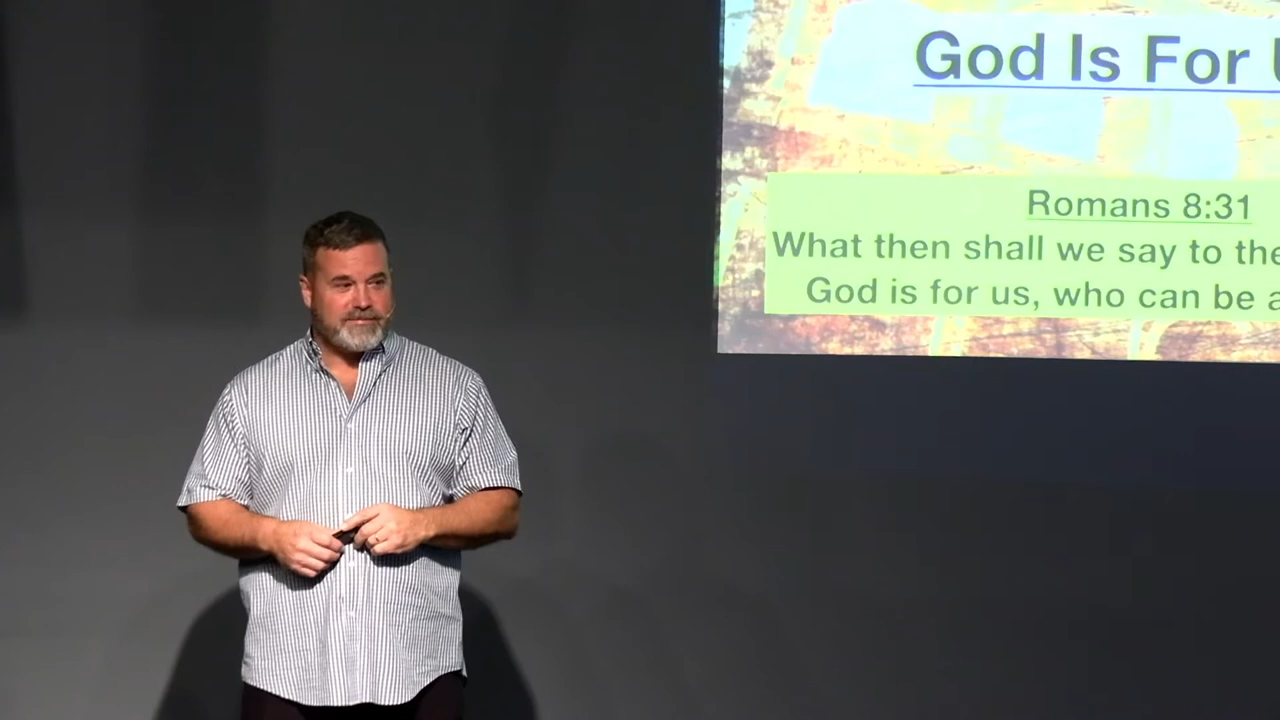 God Is For
Romans 8:31
What then shall we say to
God is for us, who can be